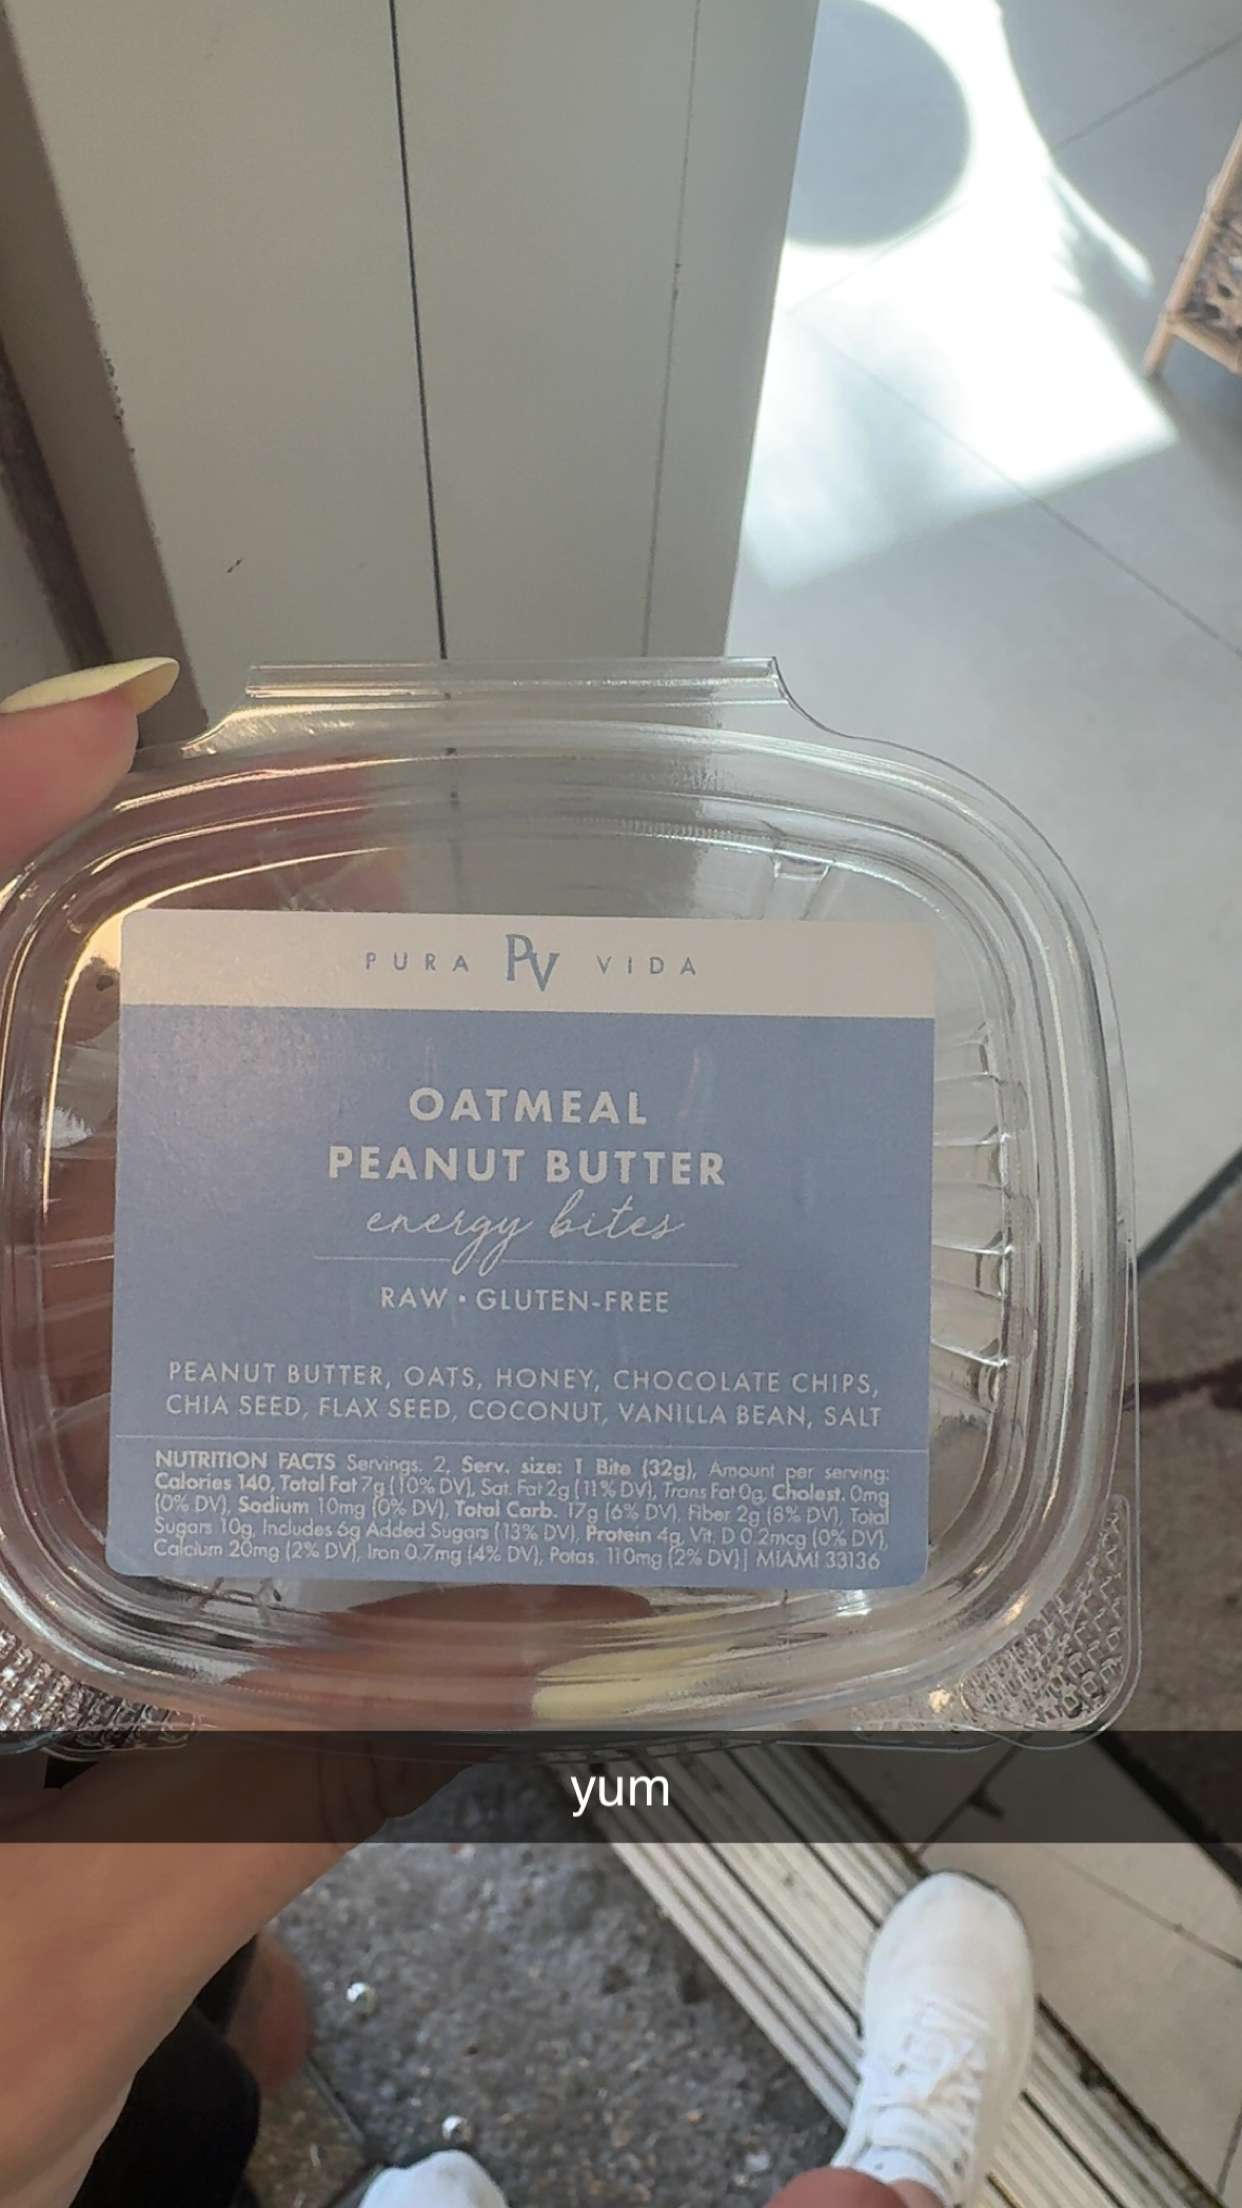 PURA PV VIDA
OATMEAL
PEANUT BUTTER
energy bites
RAW • GLUTEN-FREE
PEANUT BUTTER, OATS, HONEY, CHOCOLATE CHIPS,
CHIA SEED, FLAX SEED, COCONUT, VANILLA BEAN, SALT
NUTRITION FACTS Servings. 2, Serv. size: 1 Bite (32g), Amount per serving:
Calories 140, Total Fat 7g (10% DV), Sat. Fat 2g (11% DV), Trans Fat 0g, Cholest. 0mg
(0% DV), Sodium 10mg (0% DV), Total Carb. 17g (6% DV), Fiber 2g (8% DV), Total
Sugars 10g, Includes 6g Added Sugars (13% DV), Protein 4g, Vit. D 0.2mcg (0% DV),
Calcium 20mg (2% DV), Iron 0.7mg (4% DV), Potas. 110mg (2% DV)| MIAMI 33136
yum